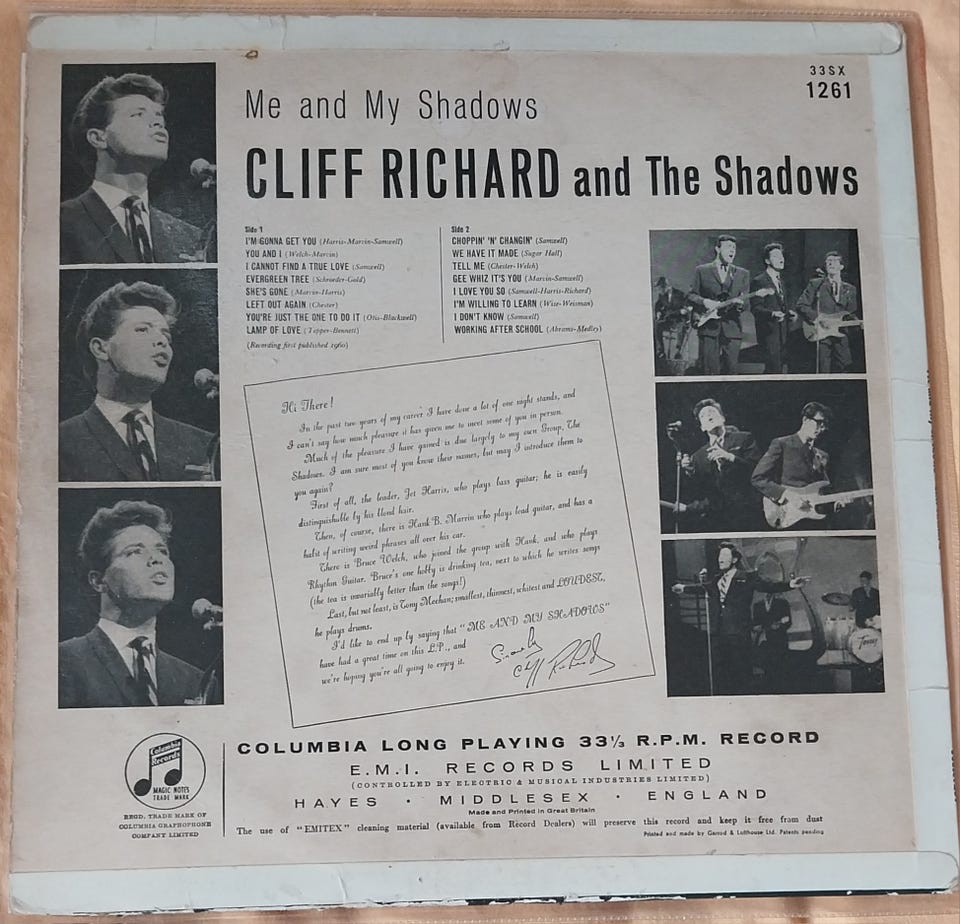 33SX
1261
Me and My Shadows
CLIFF RICHARD and The Shadows
Side 1
I'M GONNA GET YOU (Harris-Marvin-Samwell)
YOU AND I (Welch-Marvin)
I CANNOT FIND A TRUE LOVE (Samwell)
EVERGREEN TREE (Schroeder-Gold)
SHE'S GONE (Marvin-Harris)
LEFT OUT AGAIN (Chester)
YOU'RE JUST THE ONE TO DO IT (Otis-Blackwell)
LAMP OF LOVE (Tepper-Bennett)
(Recording first published 1960)
Side 2
CHOPPIN' 'N' CHANGIN' (Samwell)
WE HAVE IT MADE (Sugar Hall)
TELL ME (Chester-Welch)
GEE WHIZ IT'S YOU (Marvin-Samwell)
I LOVE YOU SO (Samwell-Harris-Richard)
I'M WILLING TO LEARN (Wise-Weisman)
I DON'T KNOW (Samwell)
WORKING AFTER SCHOOL (Abrams-Medley)
Hi There!
In the past two years of my career I have done a lot of one night stands, and
I can't say how much pleasure it has given me to meet some of you in person.
Much of the pleasure I have gained is due largely to my own Group, The
Shadows. I am sure most of you know their names, but may I introduce them to
you again?
First of all, the leader, Jet Harris, who plays bass guitar; he is easily
distinguishable by his blond hair.
Then, of course, there is Hank B. Marvin who plays lead guitar, and has a
habit of writing weird phrases all over his car.
There is Bruce Welch, who joined the group with Hank, and who plays
Rhythm Guitar. Bruce's one hobby is drinking tea, next to which he writes songs
(the tea is invariably better than the songs!)
Last, but not least, is Tony Meehan; smallest, thinnest, whitest and LOUDEST,
he plays drums.
I'd like to end up by saying that "ME AND MY SHADOWS"
have had a great time on this L.P., and
we're hoping you're all going to enjoy it.
Sincerely
Cliff Richard
Tony
Columbia
Records
MAGIC NOTES
TRADE MARK
REGD. TRADE MARK OF
COLUMBIA GRAPHOPHONE
COMPANY LIMITED
COLUMBIA LONG PLAYING 33⅓ R.P.M. RECORD
E.M.I. RECORDS LIMITED
(CONTROLLED BY ELECTRIC & MUSICAL INDUSTRIES LIMITED)
HAYES · MIDDLESEX · ENGLAND
Made and Printed in Great Britain
The use of "EMITEX" cleaning material (available from Record Dealers) will preserve this record and keep it free from dust
Printed and made by Garrod & Lofthouse Ltd. Patents pending